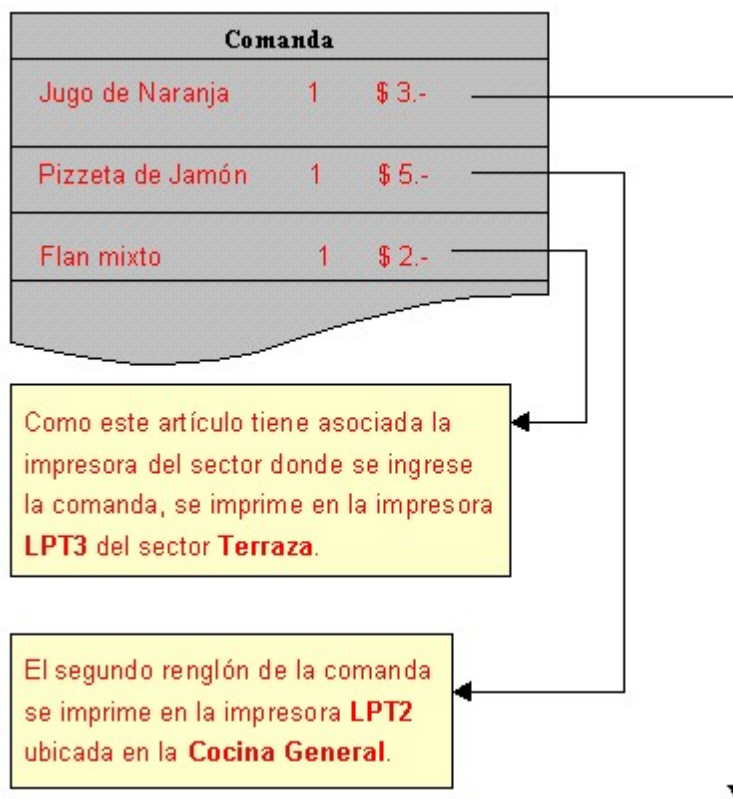 Comanda
Jugo de Naranja 1 $ 3.-
Pizzeta de Jamón 1 $ 5.-
Flan mixto 1 $ 2.-
Como este artículo tiene asociada la
impresora del sector donde se ingrese
la comanda, se imprime en la impresora
LPT3 del sector Terraza.
El segundo renglón de la comanda
se imprime en la impresora LPT2
ubicada en la Cocina General.